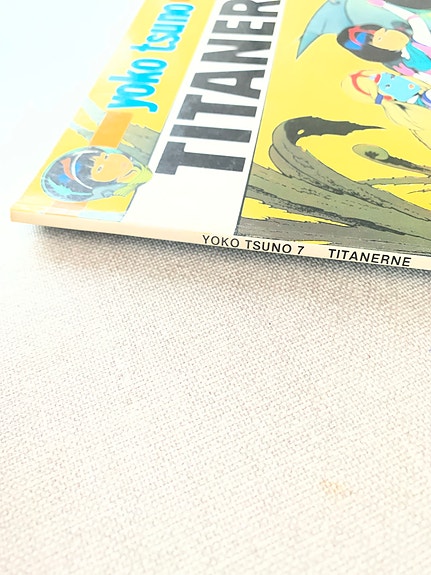 yoko tsuno
TITANER
YOKO TSUNO 7 TITANERNE